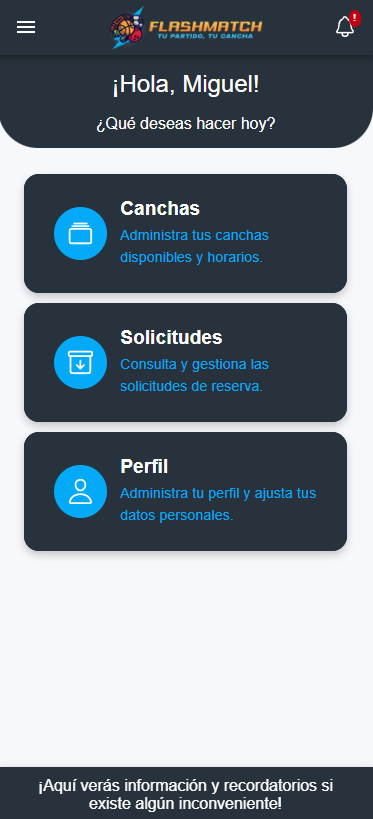 FLASHMATCH
TU PARTIDO, TU CANCHA
!
¡Hola, Miguel!
¿Qué deseas hacer hoy?
Canchas
Administra tus canchas
disponibles y horarios.
Solicitudes
Consulta y gestiona las
solicitudes de reserva.
Perfil
Administra tu perfil y ajusta tus
datos personales.
¡Aquí verás información y recordatorios si
existe algún inconveniente!